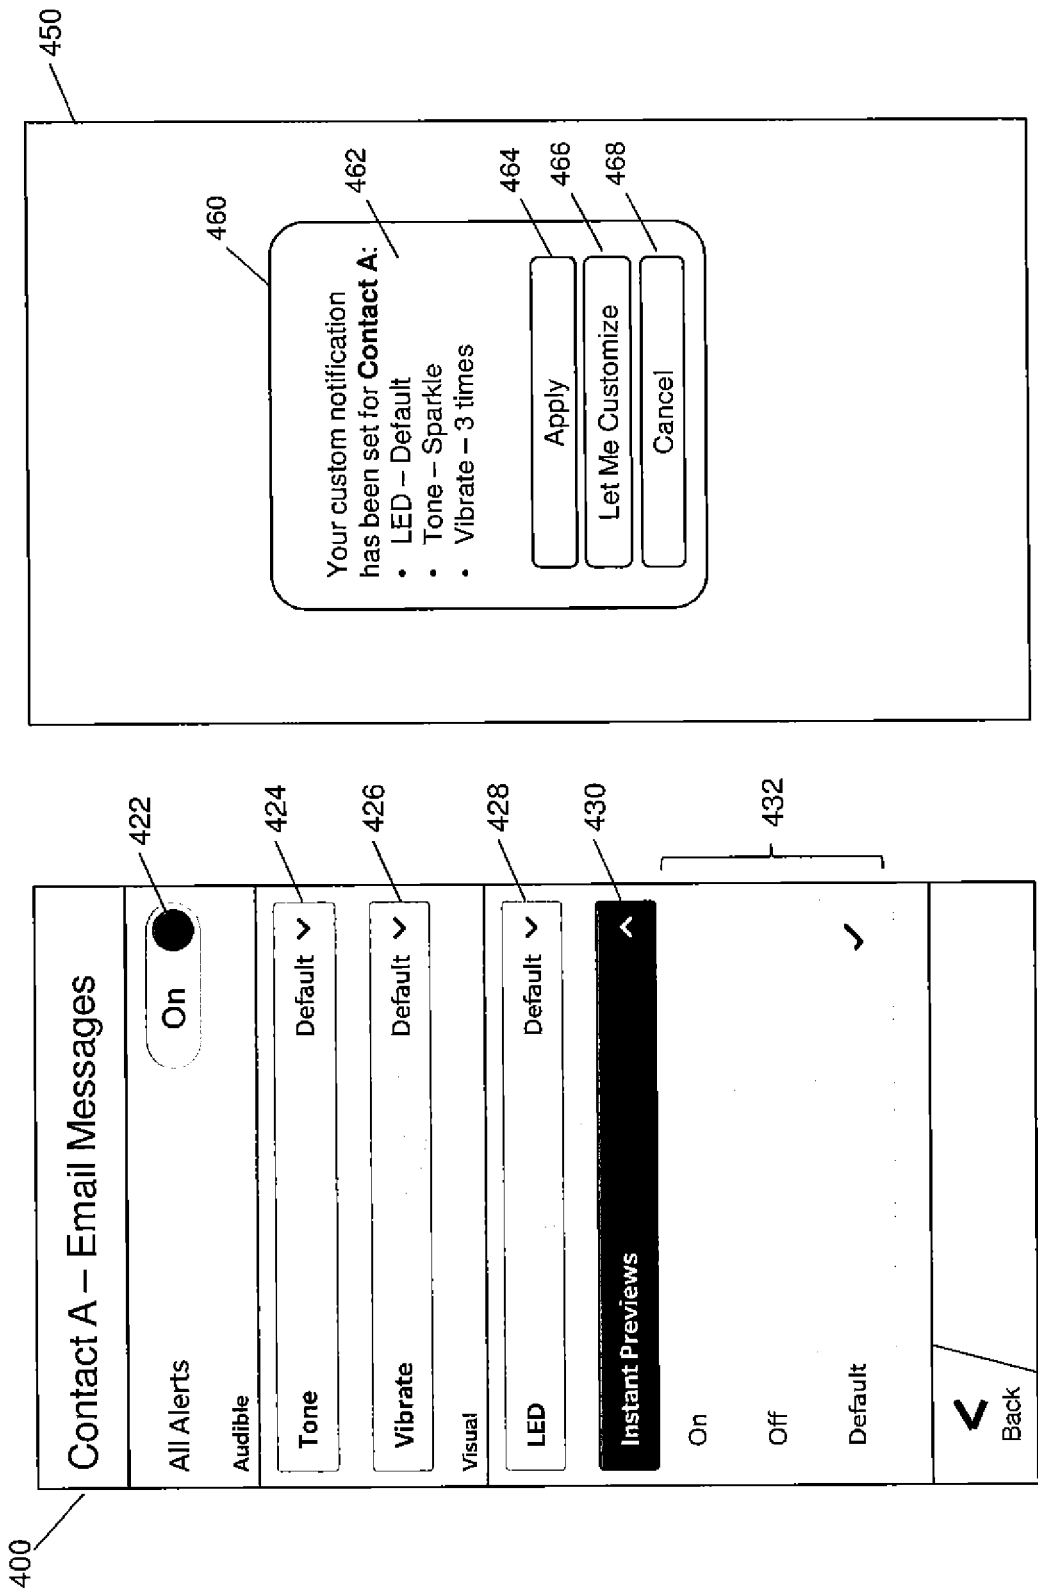 400
Contact A – Email Messages
All Alerts
On
422
Audible
Tone
Default
424
Vibrate
Default
426
Visual
LED
Default
428
Instant Previews
430
On
Off
Default
432
Back
450
460
Your custom notification
has been set for Contact A:
462
• LED – Default
• Tone – Sparkle
• Vibrate – 3 times
Apply
464
Let Me Customize
466
Cancel
468